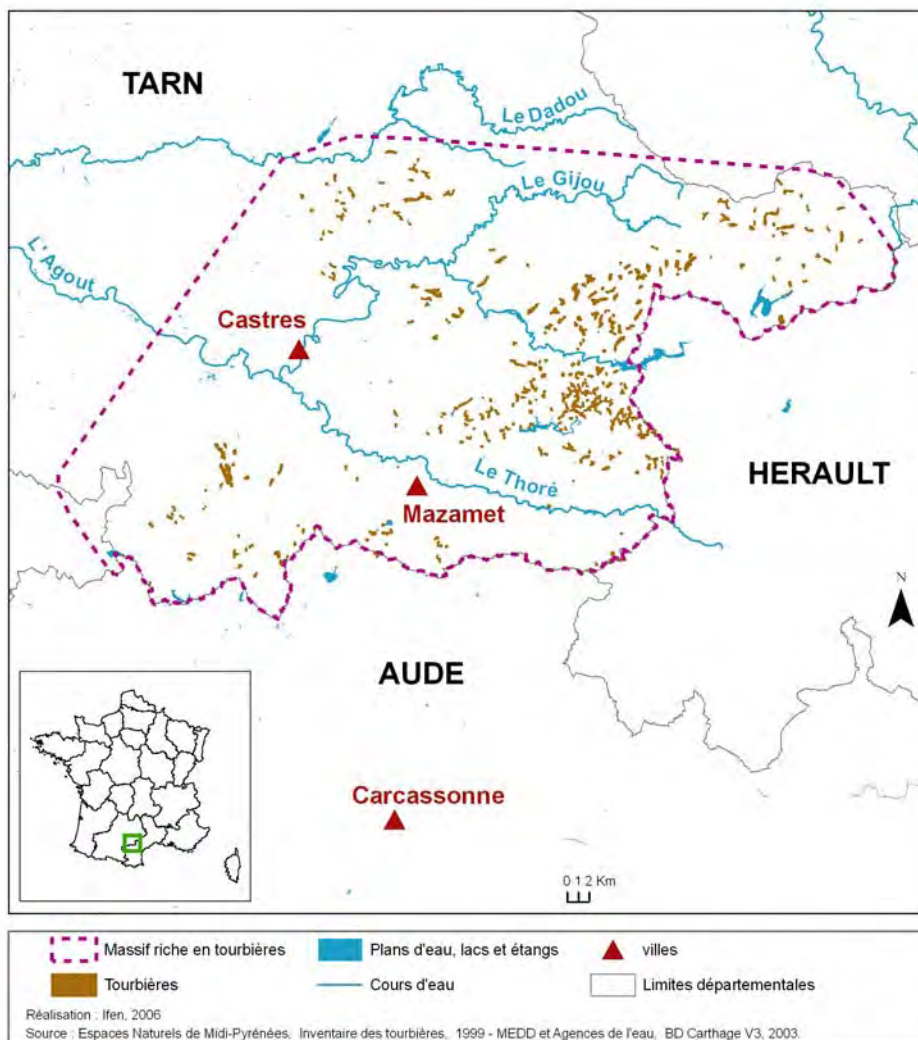 TARN
Le Dadou
Le Gijou
L'Agout
Castres
Le Thoré
HERAULT
Mazamet
N
AUDE
Carcassonne
0 1 2 Km
Massif riche en tourbières
Plans d'eau, lacs et étangs
villes
Tourbières
Cours d'eau
Limites départementales
Réalisation : Ifen, 2006
Source : Espaces Naturels de Midi-Pyrénées, Inventaire des tourbières, 1999 - MEDD et Agences de l'eau, BD Carthage V3, 2003.